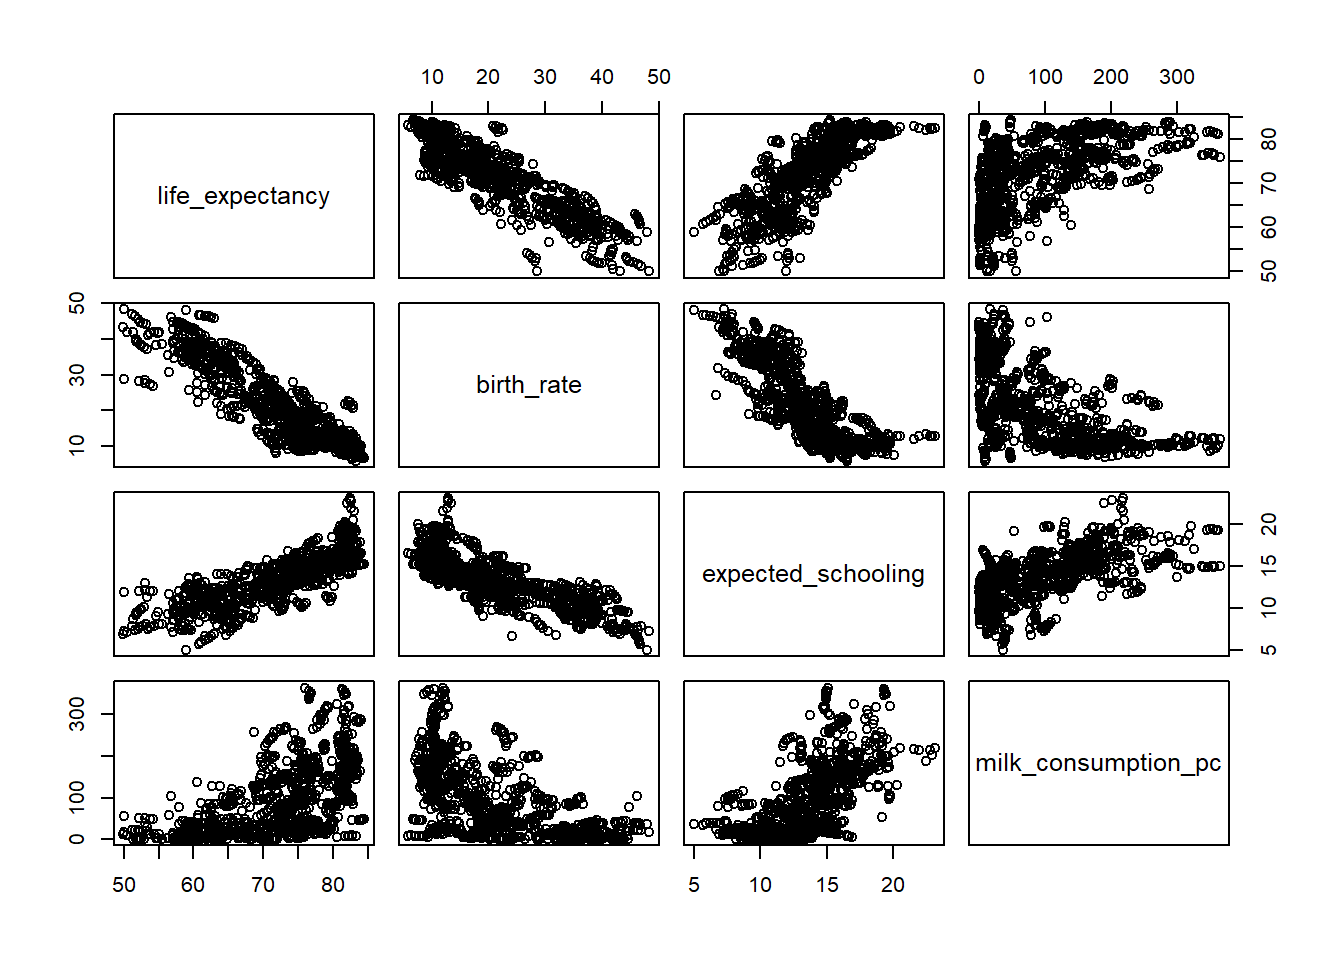 10 20 30 40 50 0 100 200 300
life_expectancy
50 60 70 80
10 30 50
birth_rate
expected_schooling
5 10 15 20
0 100 300
milk_consumption_pc
50 60 70 80 5 10 15 20